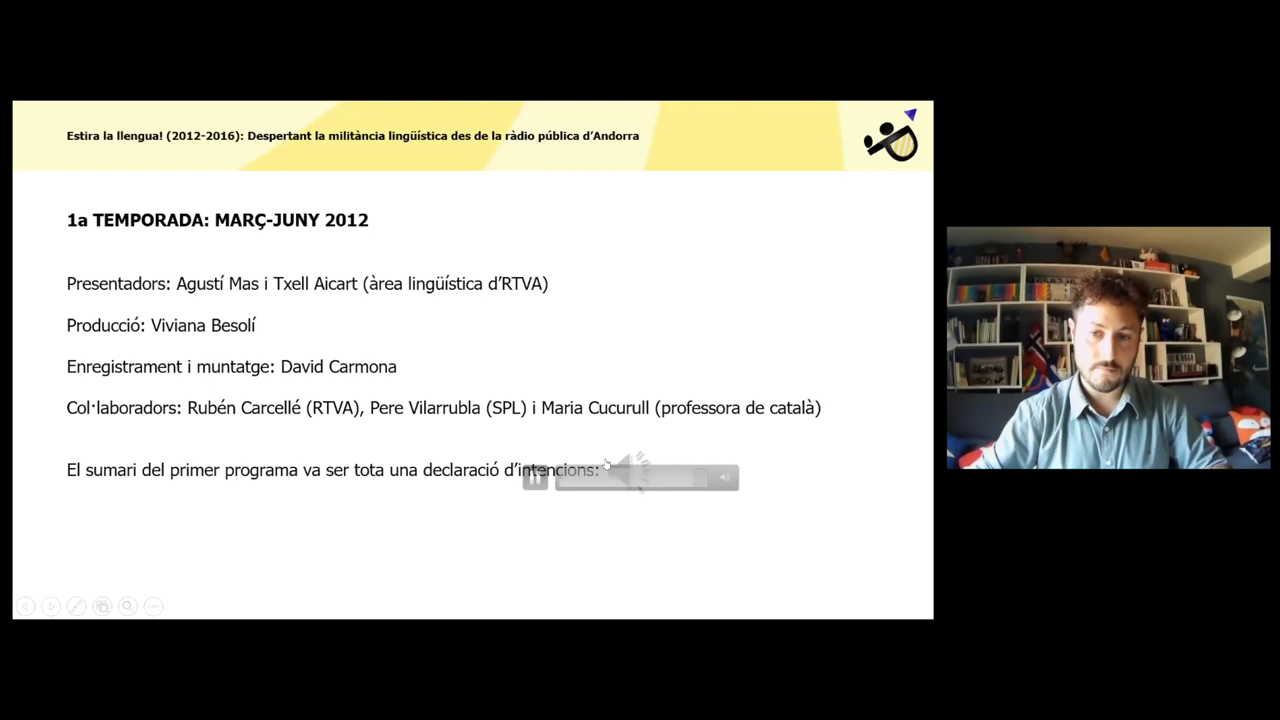 Estira la llengua! (2012-2016): Despertant la militància lingüística des de la ràdio pública d’Andorra
1a TEMPORADA: MARÇ-JUNY 2012
Presentadors: Agustí Mas i Txell Aicart (àrea lingüística d’RTVA)
Producció: Viviana Besolí
Enregistrament i muntatge: David Carmona
Col·laboradors: Rubén Carcellé (RTVA), Pere Vilarrubla (SPL) i Maria Cucurull (professora de català)
El sumari del primer programa va ser tota una declaració d’intencions: